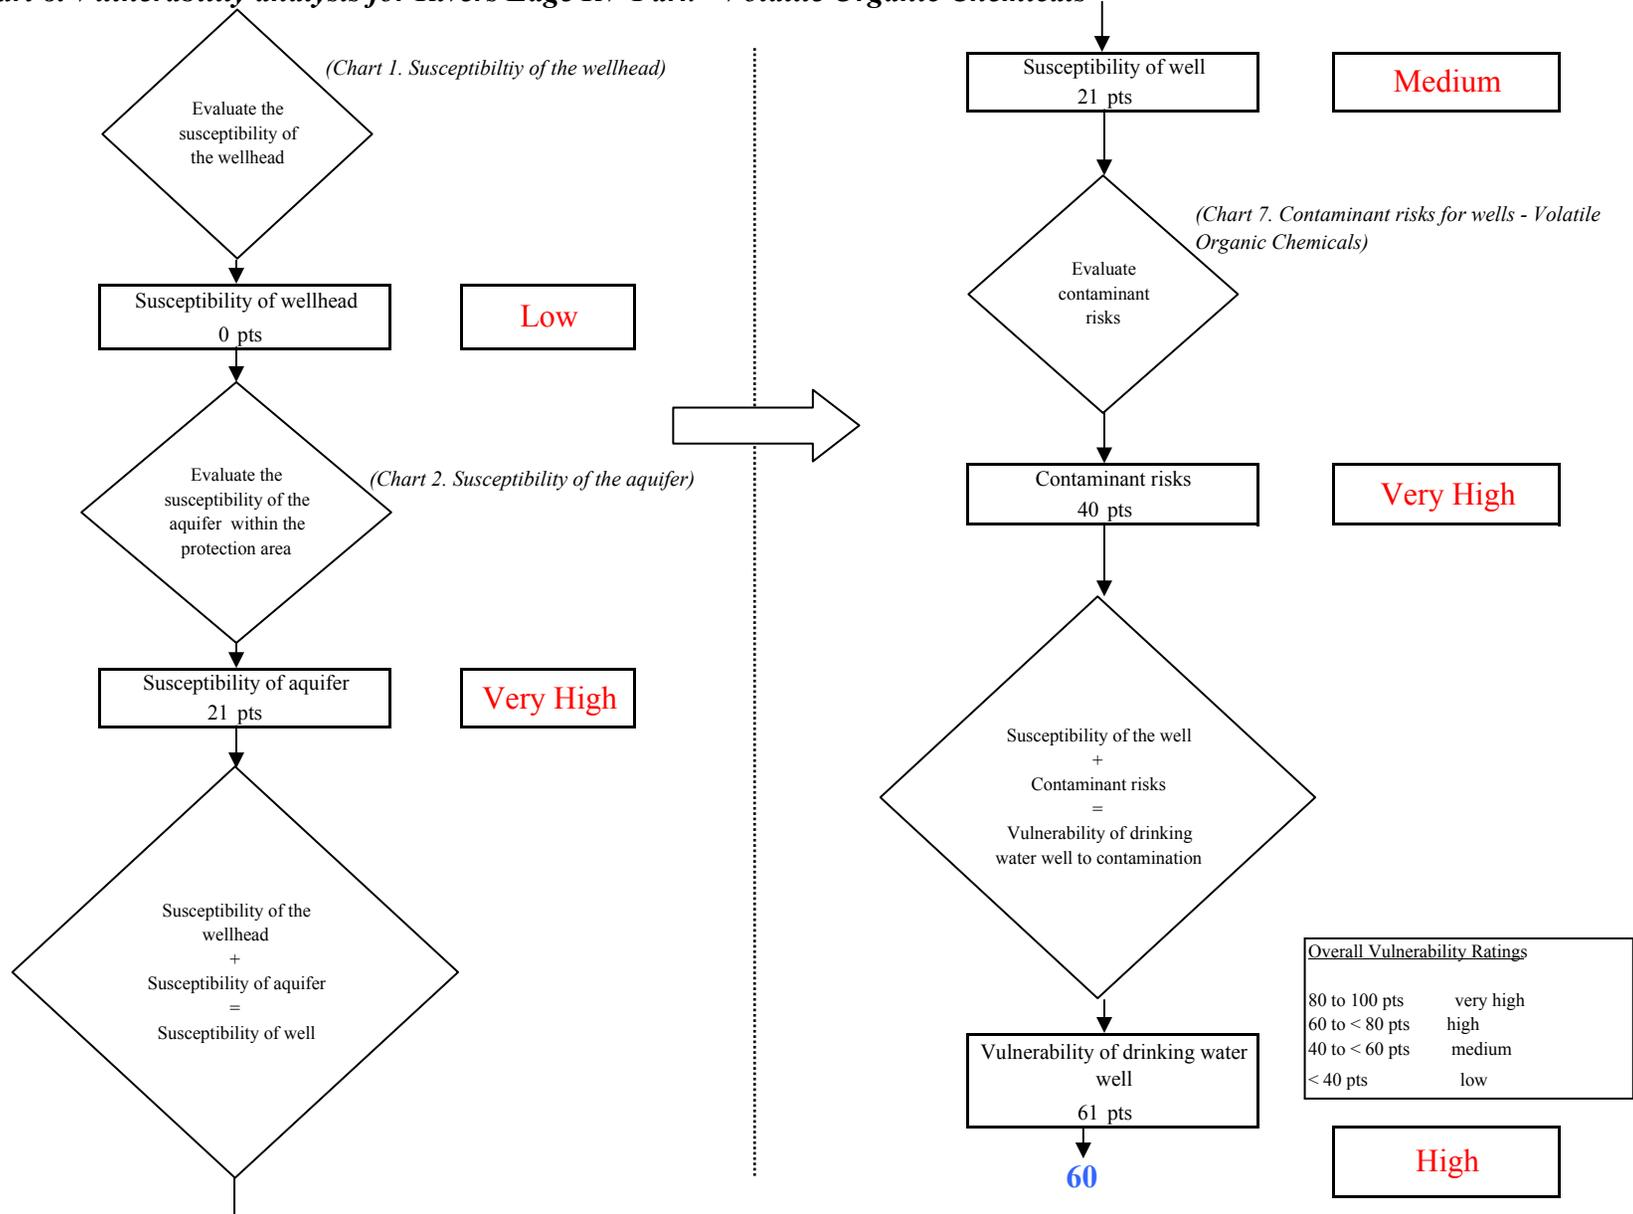 Evaluate the
susceptibility of
the wellhead
(Chart 1. Susceptibiltiy of the wellhead)
Susceptibility of wellhead
0 pts
Low
Evaluate the
susceptibility of the
aquifer within the
protection area
(Chart 2. Susceptibility of the aquifer)
Susceptibility of aquifer
21 pts
Very High
Susceptibility of the
wellhead
+
Susceptibility of aquifer
=
Susceptibility of well
Susceptibility of well
21 pts
Medium
(Chart 7. Contaminant risks for wells - Volatile
Organic Chemicals)
Evaluate
contaminant
risks
Contaminant risks
40 pts
Very High
Susceptibility of the well
+
Contaminant risks
=
Vulnerability of drinking
water well to contamination
Vulnerability of drinking water
well
61 pts
60
Overall Vulnerability Ratings
80 to 100 pts very high
60 to < 80 pts high
40 to < 60 pts medium
< 40 pts low
High